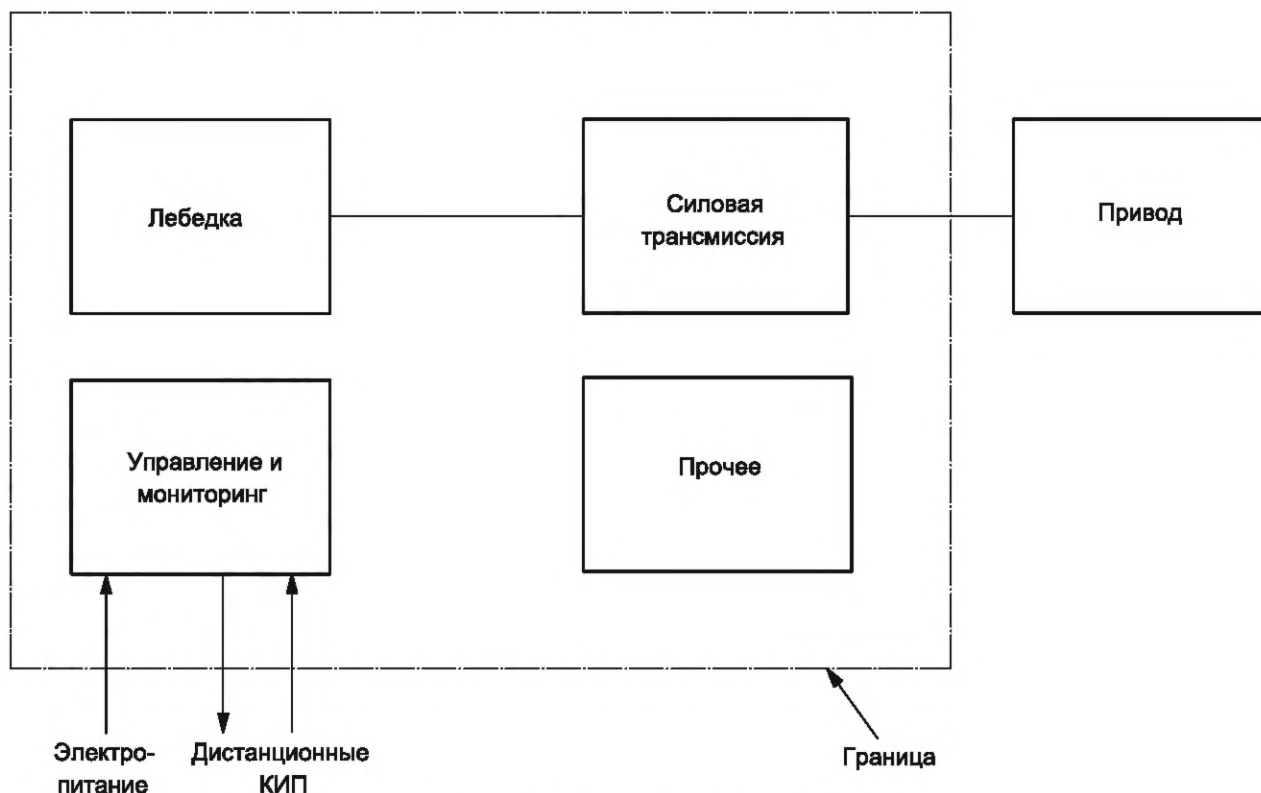 Лебедка
Силовая
трансмиссия
Привод
Управление и
мониторинг
Прочее
Электро-
питание
Дистанционные
КИП
Граница